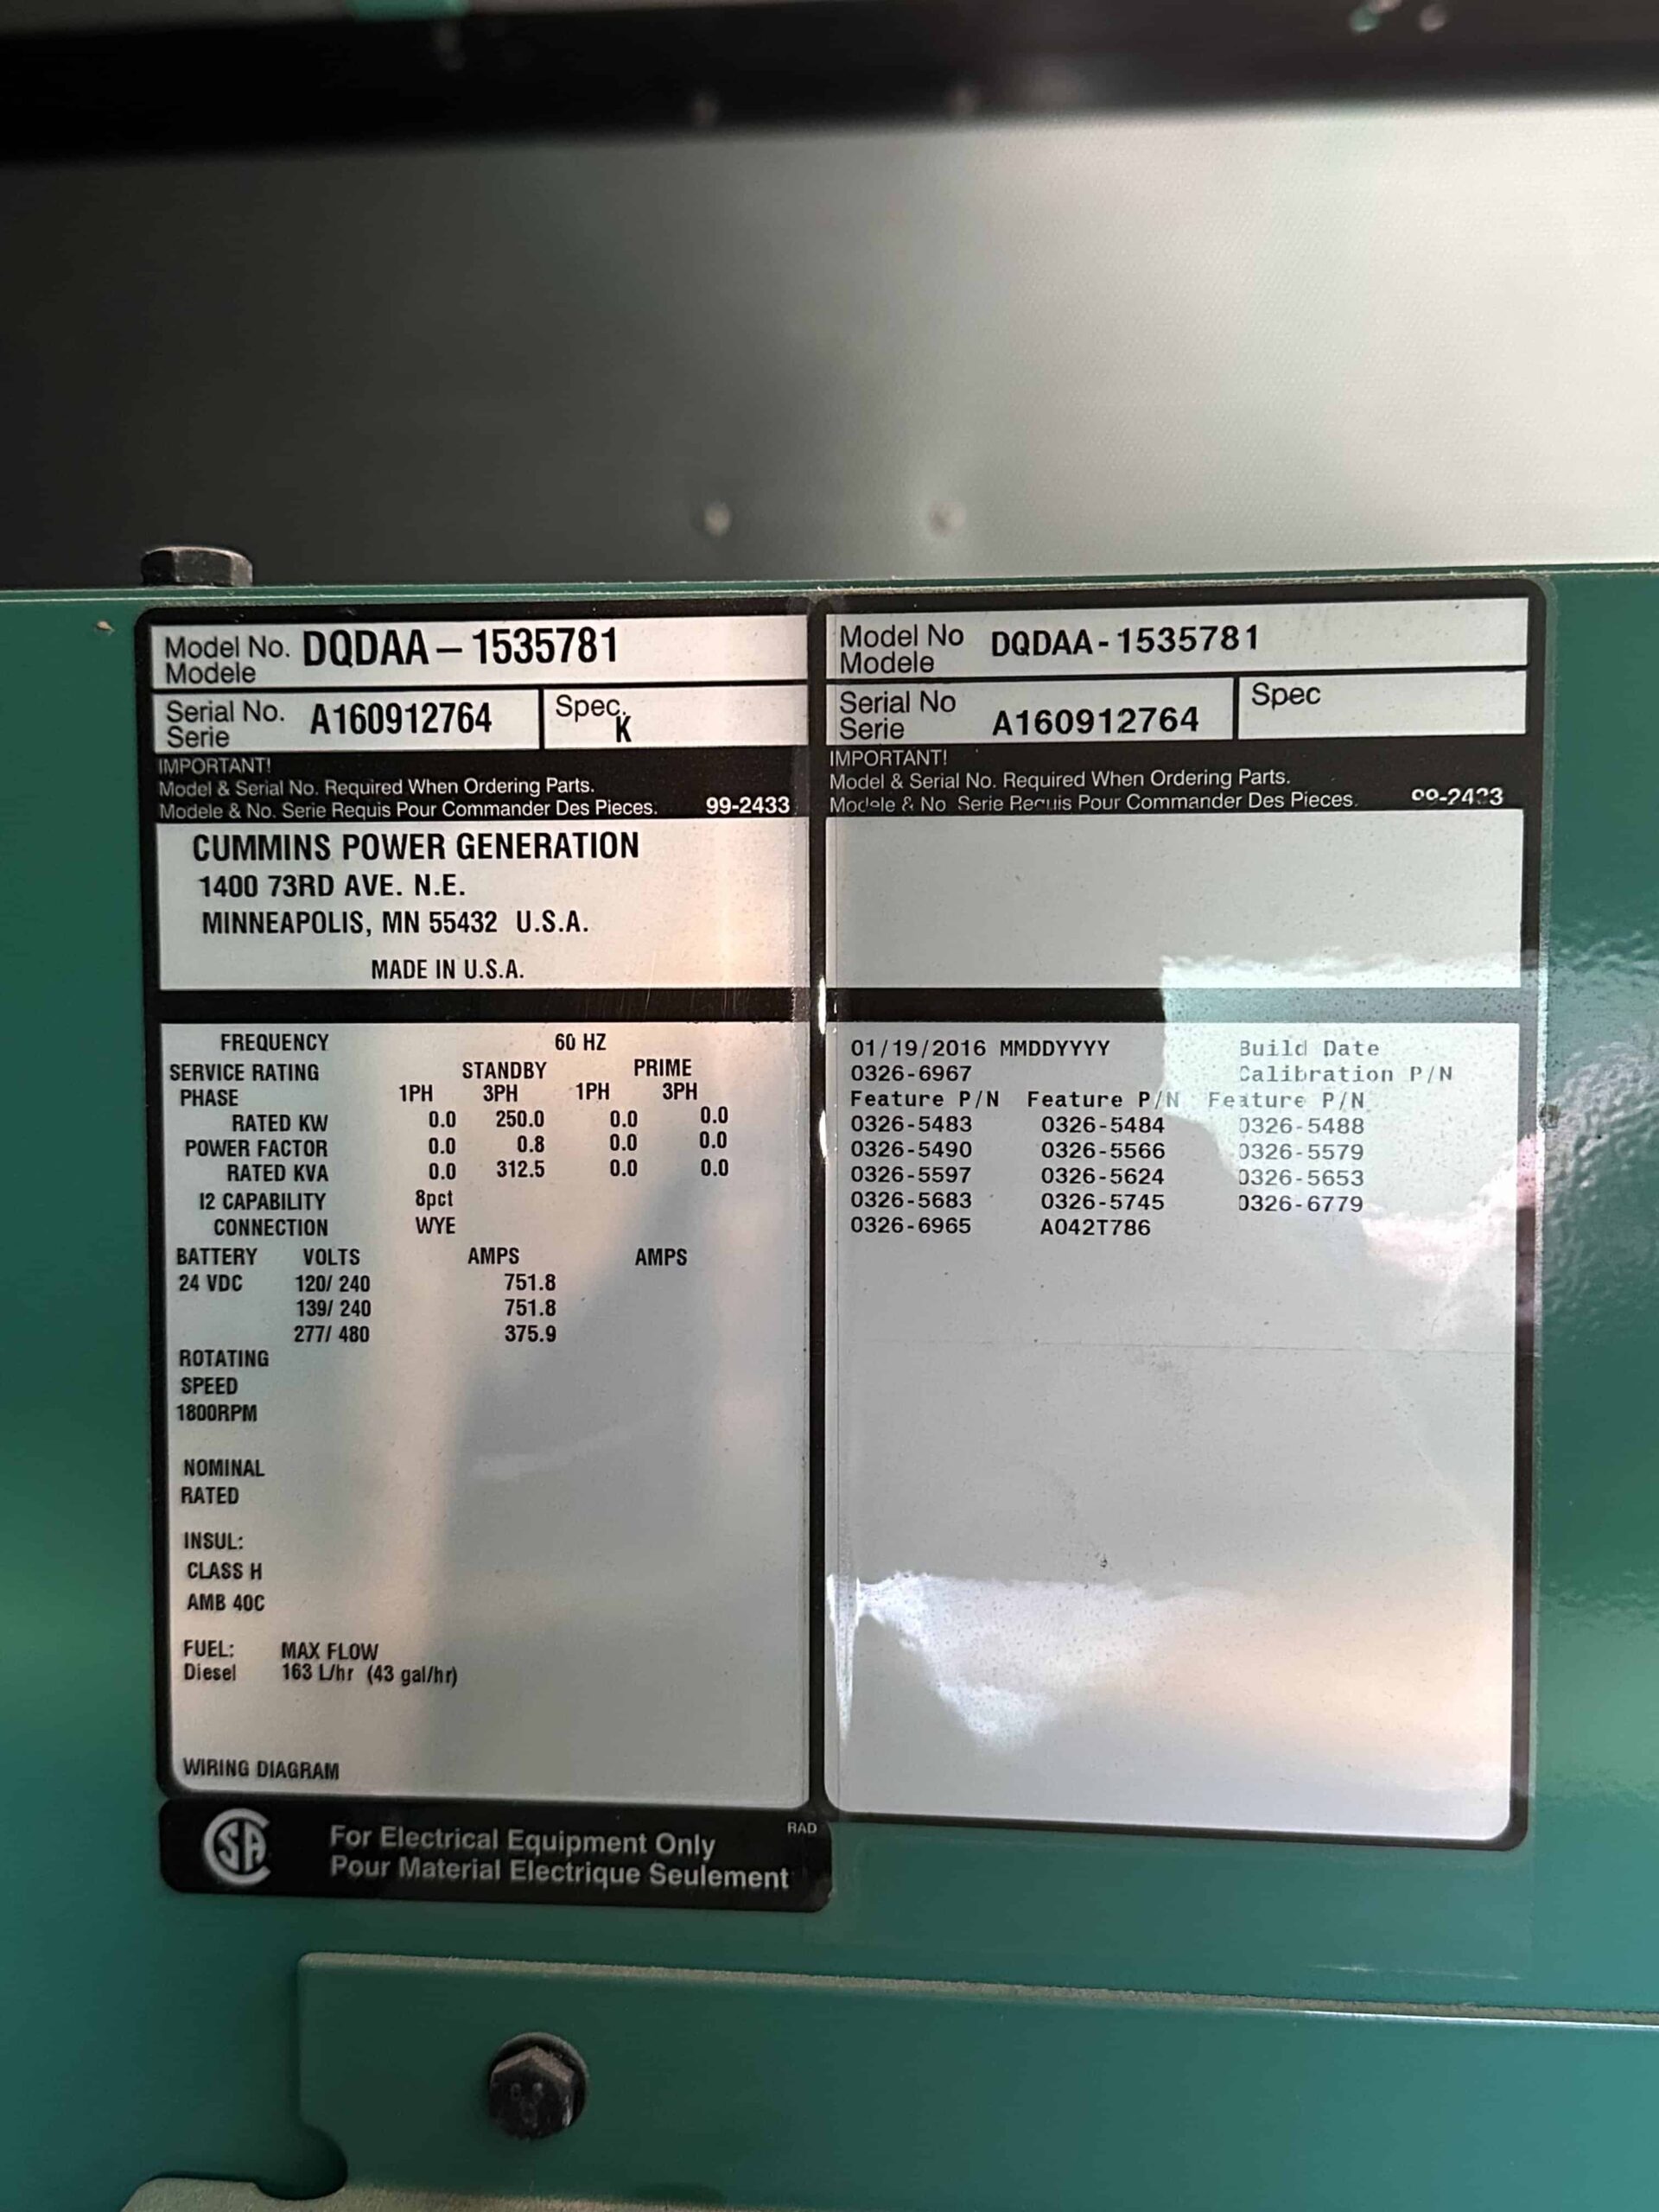 Model No. DQDAA – 1535781
Modele
Serial No. A160912764 Spec. K
Serie
IMPORTANT!
Model & Serial No. Required When Ordering Parts.
Modele & No. Serie Requis Pour Commander Des Pieces. 99-2433
CUMMINS POWER GENERATION
1400 73RD AVE. N.E.
MINNEAPOLIS, MN 55432 U.S.A.
MADE IN U.S.A.
FREQUENCY 60 HZ
SERVICE RATING STANDBY PRIME
PHASE 1PH 3PH 1PH 3PH
RATED KW 0.0 250.0 0.0 0.0
POWER FACTOR 0.0 0.8 0.0 0.0
RATED KVA 0.0 312.5 0.0 0.0
I2 CAPABILITY 8pct
CONNECTION WYE
BATTERY VOLTS AMPS AMPS
24 VDC 120/ 240 751.8
139/ 240 751.8
277/ 480 375.9
ROTATING
SPEED
1800RPM
NOMINAL
RATED
INSUL:
CLASS H
AMB 40C
FUEL: MAX FLOW
Diesel 163 L/hr (43 gal/hr)
WIRING DIAGRAM
RAD
SA
For Electrical Equipment Only
Pour Material Electrique Seulement
Model No DQDAA-1535781
Modele
Serial No A160912764 Spec
Serie
IMPORTANT!
Model & Serial No. Required When Ordering Parts.
Modele & No Serie Requis Pour Commander Des Pieces. 99-2433
01/19/2016 MMDDYYYY Build Date
0326-6967 Calibration P/N
Feature P/N Feature P/N Feature P/N
0326-5483 0326-5484 0326-5488
0326-5490 0326-5566 0326-5579
0326-5597 0326-5624 0326-5653
0326-5683 0326-5745 0326-6779
0326-6965 A042T786